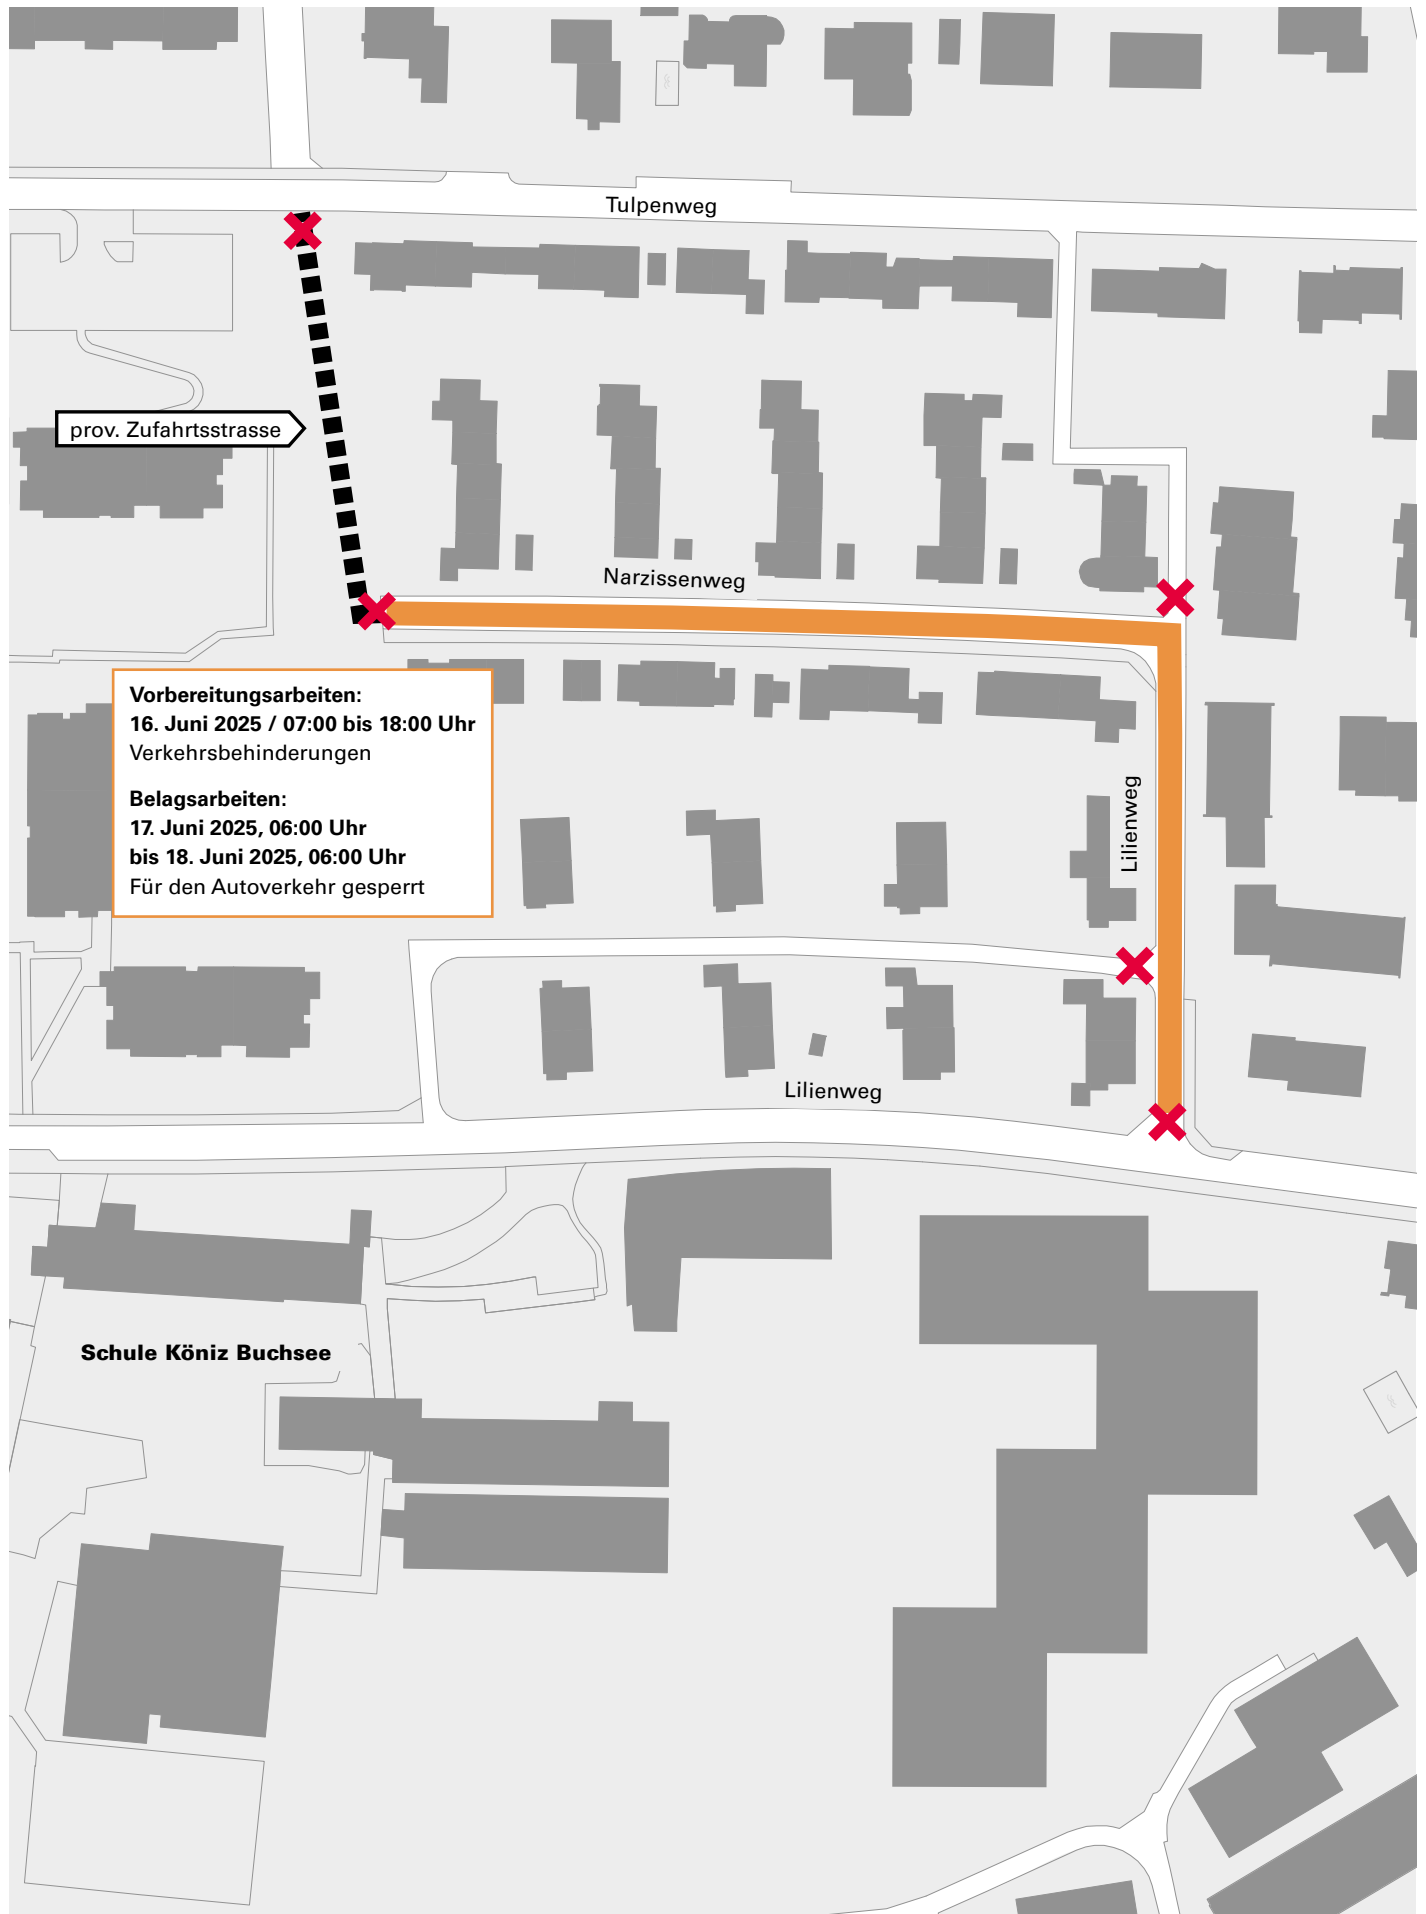 Tulpenweg
prov. Zufahrtsstrasse
Narzissenweg
Vorbereitungsarbeiten:
16. Juni 2025 / 07:00 bis 18:00 Uhr
Verkehrsbehinderungen
Belagsarbeiten:
17. Juni 2025, 06:00 Uhr
bis 18. Juni 2025, 06:00 Uhr
Für den Autoverkehr gesperrt
Lilienweg
Lilienweg
Schule Köniz Buchsee